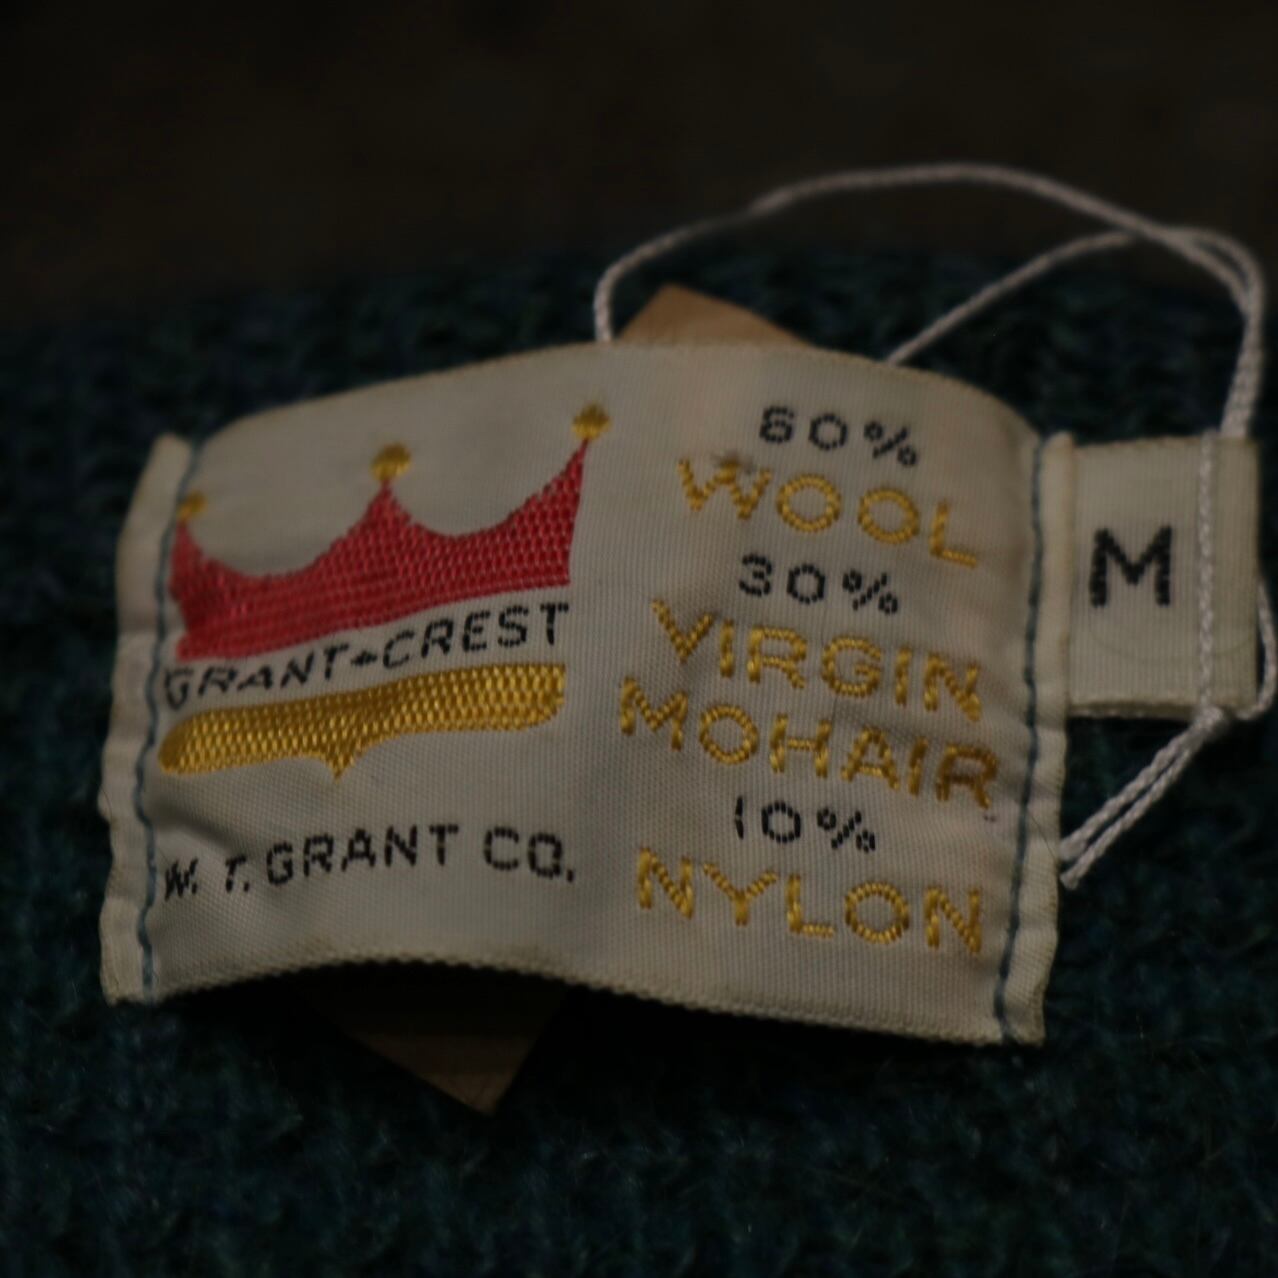 GRANT-CREST
W. T. GRANT CO.
60%
WOOL
30%
VIRGIN
MOHAIR
10%
NYLON
M